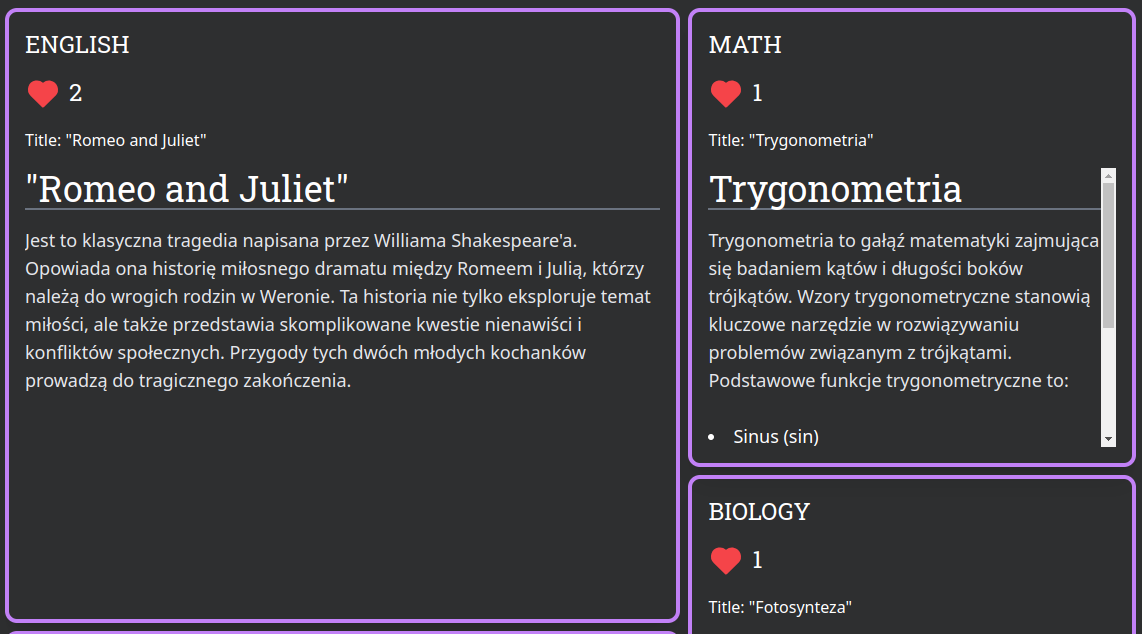 ENGLISH
2
Title: "Romeo and Juliet"
"Romeo and Juliet"
Jest to klasyczna tragedia napisana przez Williama Shakespeare'a.
Opowiada ona historię miłosnego dramatu między Romeem i Julią, którzy
należą do wrogich rodzin w Weronie. Ta historia nie tylko eksploruje temat
miłości, ale także przedstawia skomplikowane kwestie nienawiści i
konfliktów społecznych. Przygody tych dwóch młodych kochanków
prowadzą do tragicznego zakończenia.
MATH
1
Title: "Trygonometria"
Trygonometria
Trygonometria to gałąź matematyki zajmująca
się badaniem kątów i długości boków
trójkątów. Wzory trygonometryczne stanowią
kluczowe narzędzie w rozwiązywaniu
problemów związanym z trójkątami.
Podstawowe funkcje trygonometryczne to:
• Sinus (sin)
BIOLOGY
1
Title: "Fotosynteza"